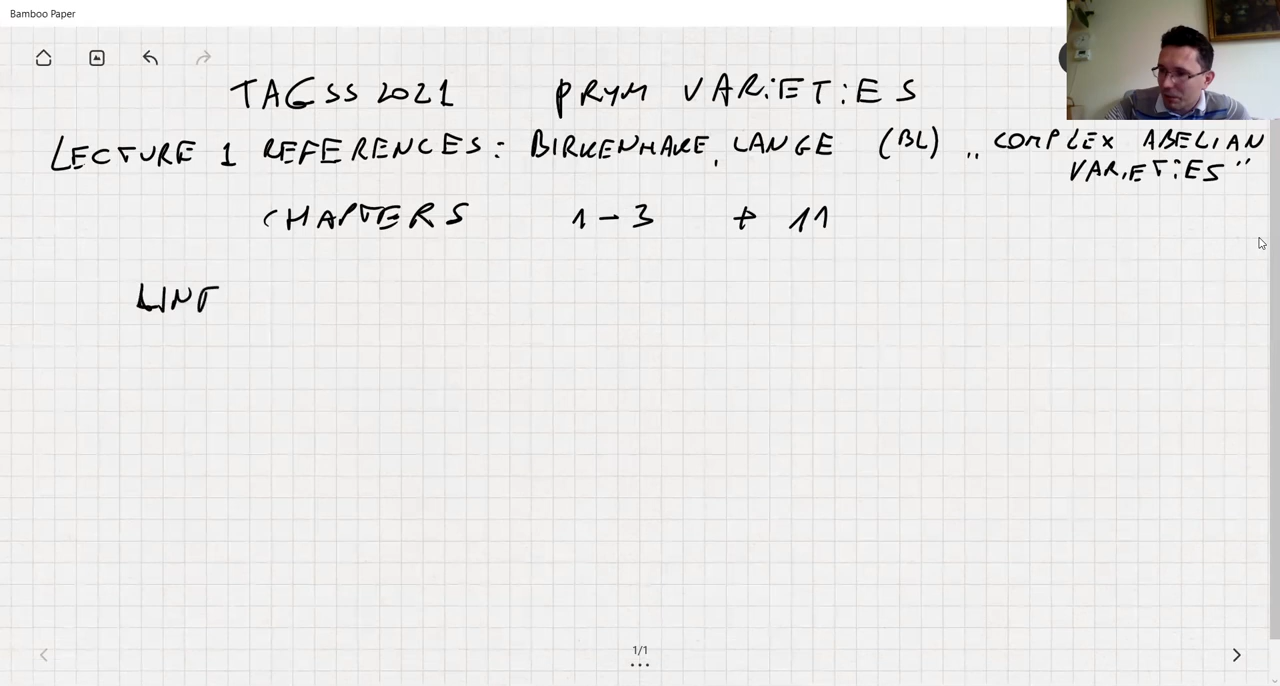 Bamboo Paper
TAGSS 2021 PRYM VARIETIES
LECTURE 1 REFERENCES: BIRKENHAKE, LANGE (BL) „COMPLEX ABELIAN
VARIETIES"
CHAPTERS 1-3 + 11
LINE
1/1